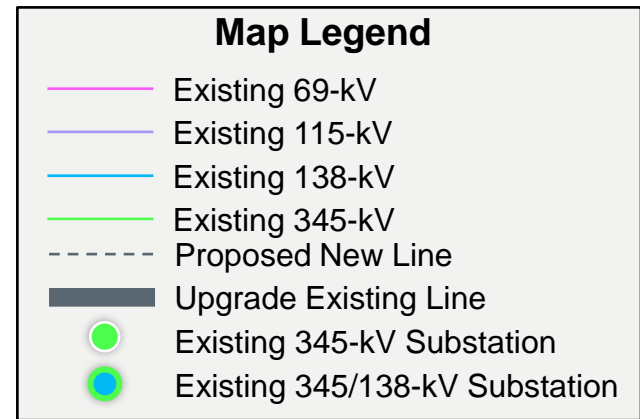 Map Legend
Existing 69-kV
Existing 115-kV
Existing 138-kV
Existing 345-kV
Proposed New Line
Upgrade Existing Line
Existing 345-kV Substation
Existing 345/138-kV Substation